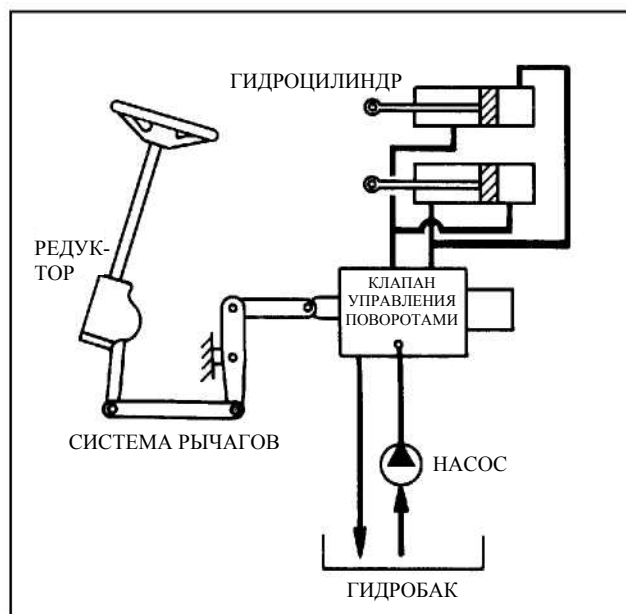 ГИДРОЦИЛИНДР
РЕДУК-
ТОР
КЛАПАН
УПРАВЛЕНИЯ
ПОВОРОТАМИ
СИСТЕМА РЫЧАГОВ
НАСОС
ГИДРОБАК